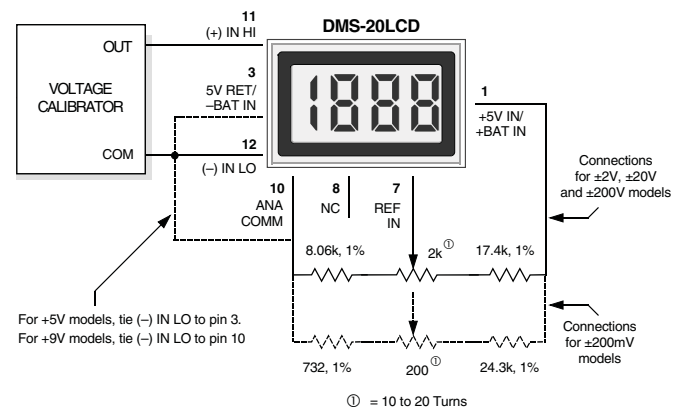 DMS-20LCD
11
(+) IN HI
OUT
VOLTAGE
CALIBRATOR
COM
3
5V RET/
–BAT IN
12
(–) IN LO
1888
1
+5V IN/
+BAT IN
10
ANA
COMM
8
NC
7
REF
IN
Connections
for ±2V, ±20V
and ±200V models
8.06k, 1%
2k ①
17.4k, 1%
For +5V models, tie (–) IN LO to pin 3.
For +9V models, tie (–) IN LO to pin 10
Connections
for ±200mV
models
732, 1%
200 ①
24.3k, 1%
① = 10 to 20 Turns